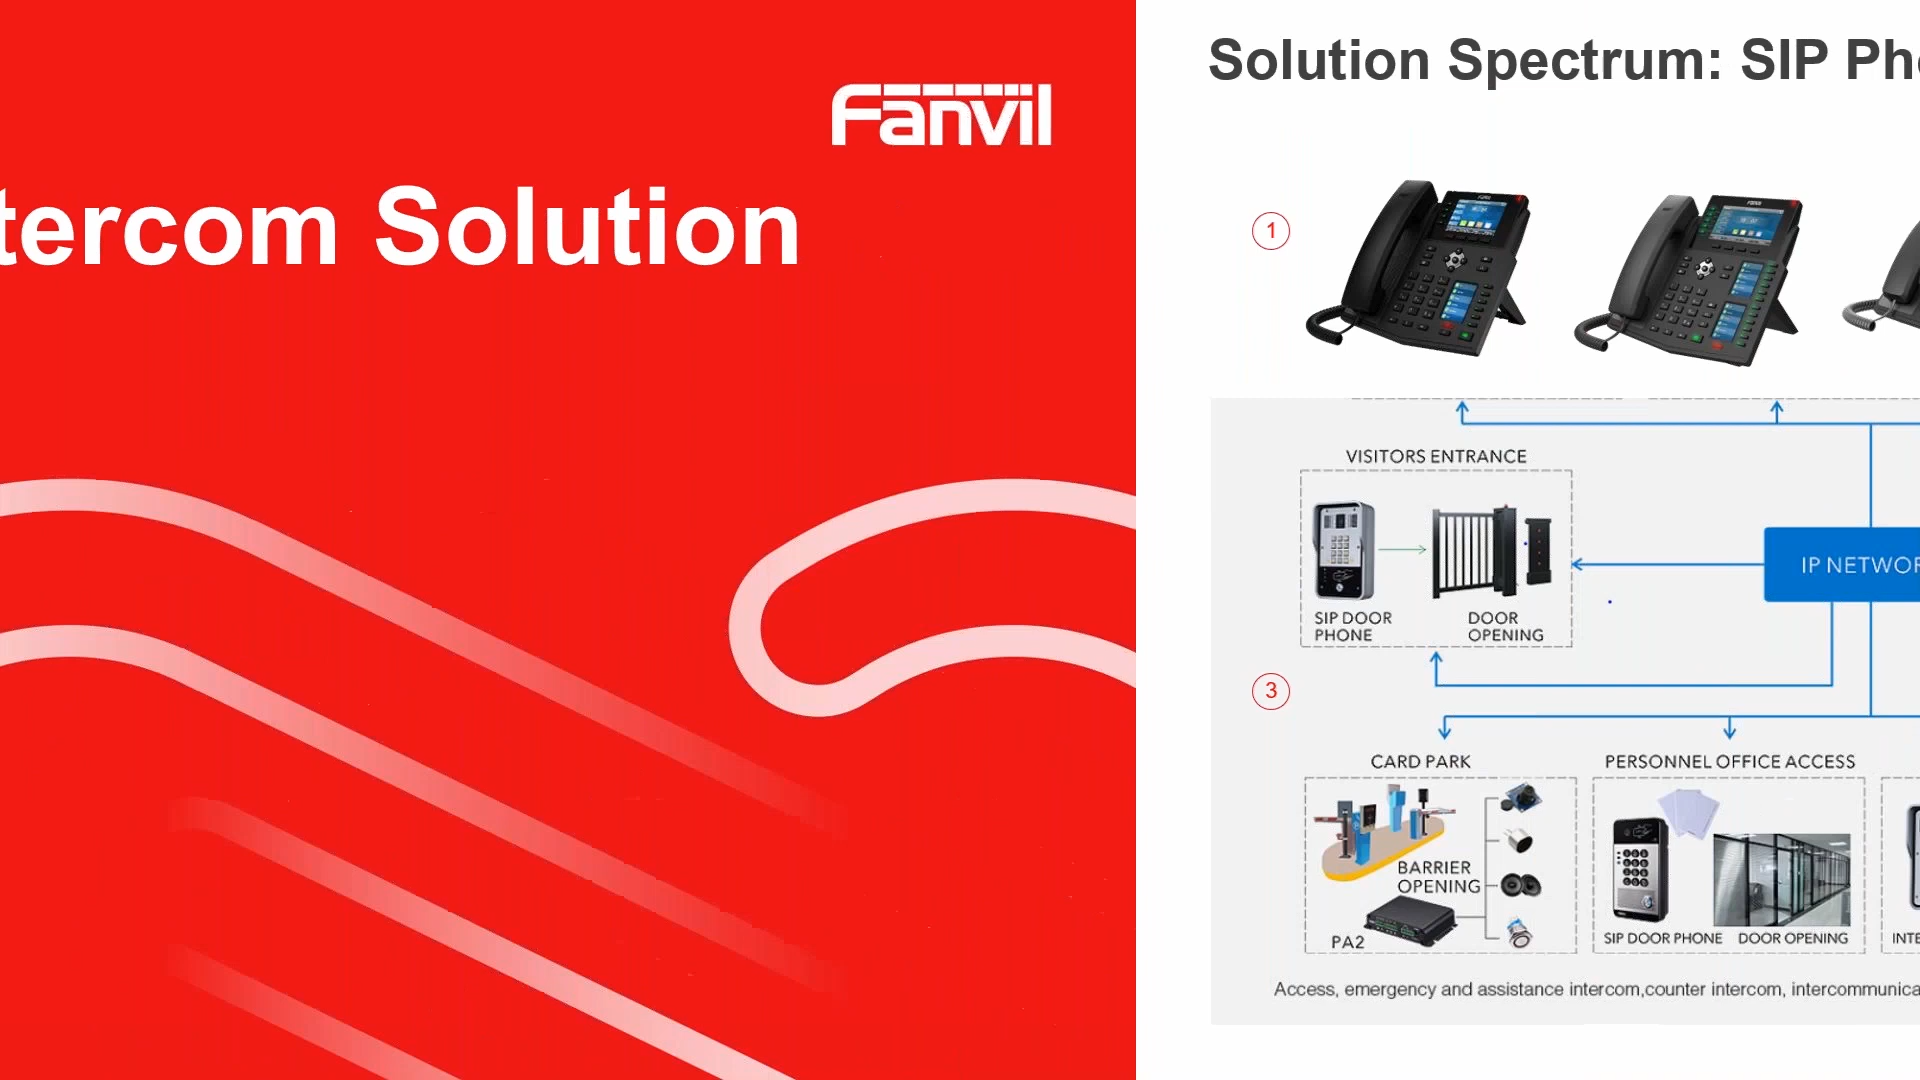 Fanvil
tercom Solution
Solution Spectrum: SIP Ph
1
VISITORS ENTRANCE
SIP DOOR
PHONE
DOOR
OPENING
IP NETWOR
3
CARD PARK
BARRIER
OPENING
PA2
PERSONNEL OFFICE ACCESS
SIP DOOR PHONE
DOOR OPENING
INTE
Access, emergency and assistance intercom,counter intercom, intercommunica